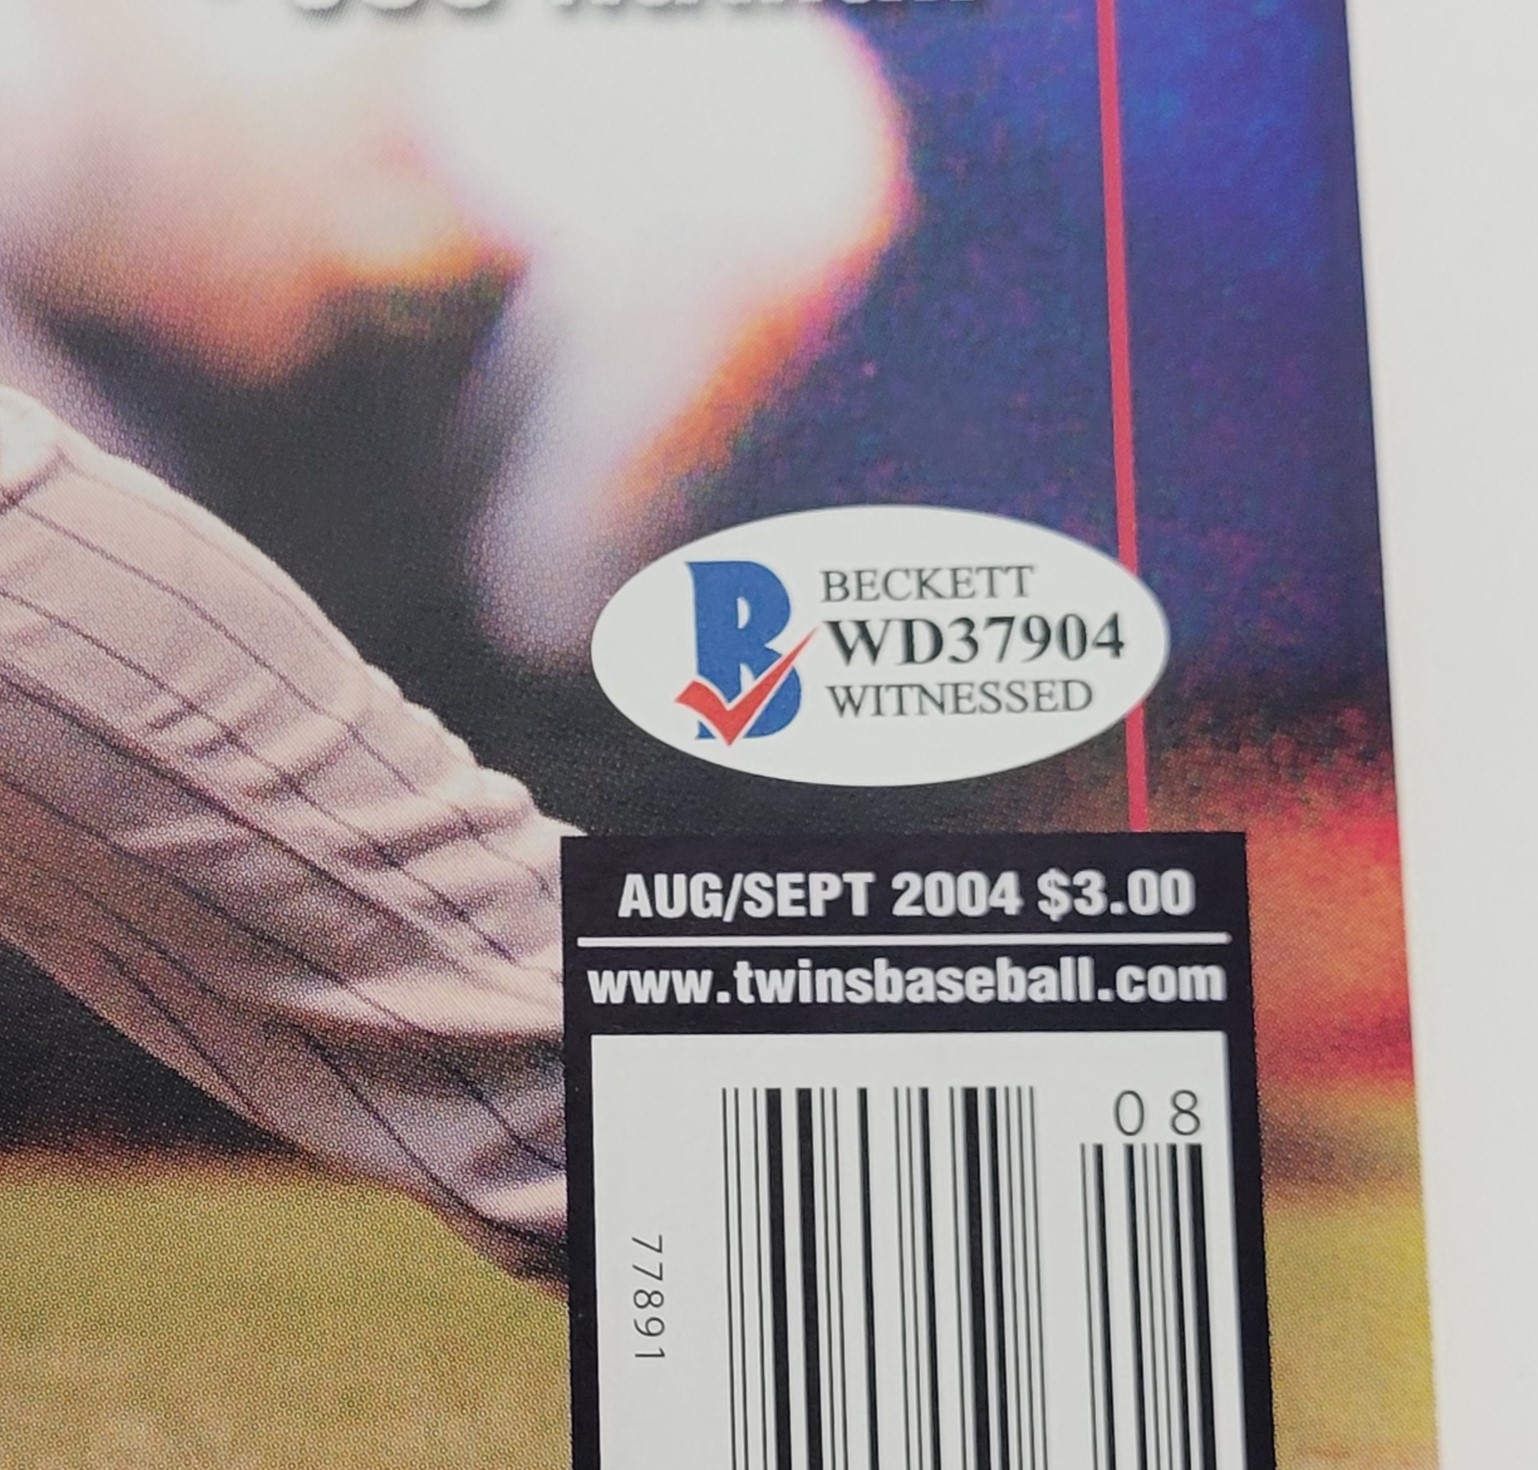 BECKETT
WD37904
WITNESSED
AUG/SEPT 2004 $3.00
www.twinsbaseball.com
08
77891